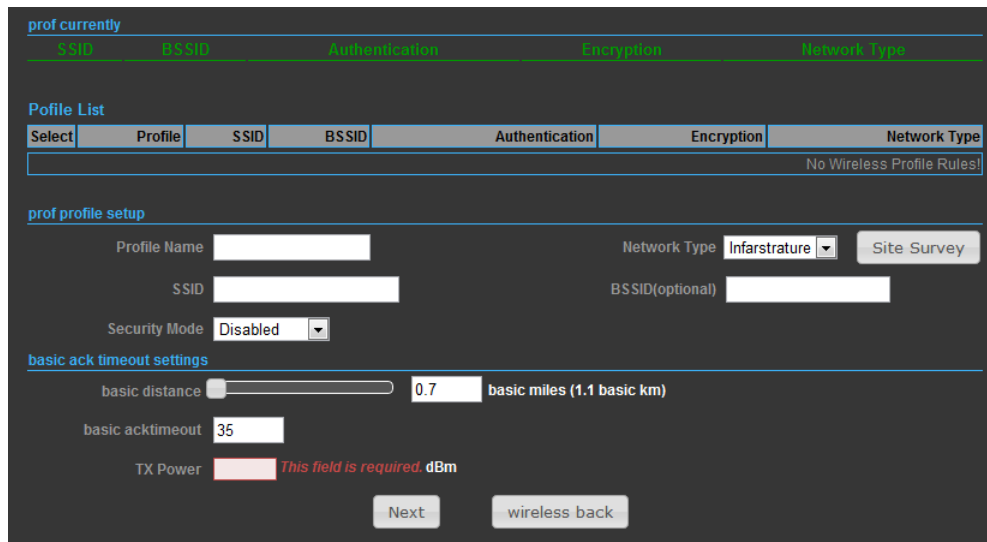 prof currently
SSID BSSID Authentication Encryption Network Type
Pofile List
Select Profile SSID BSSID Authentication Encryption Network Type
No Wireless Profile Rules!
prof profile setup
Profile Name Network Type Infarstrature Site Survey
SSID BSSID(optional)
Security Mode Disabled
basic ack timeout settings
basic distance 0.7 basic miles (1.1 basic km)
basic acktimeout 35
TX Power This field is required. dBm
Next wireless back